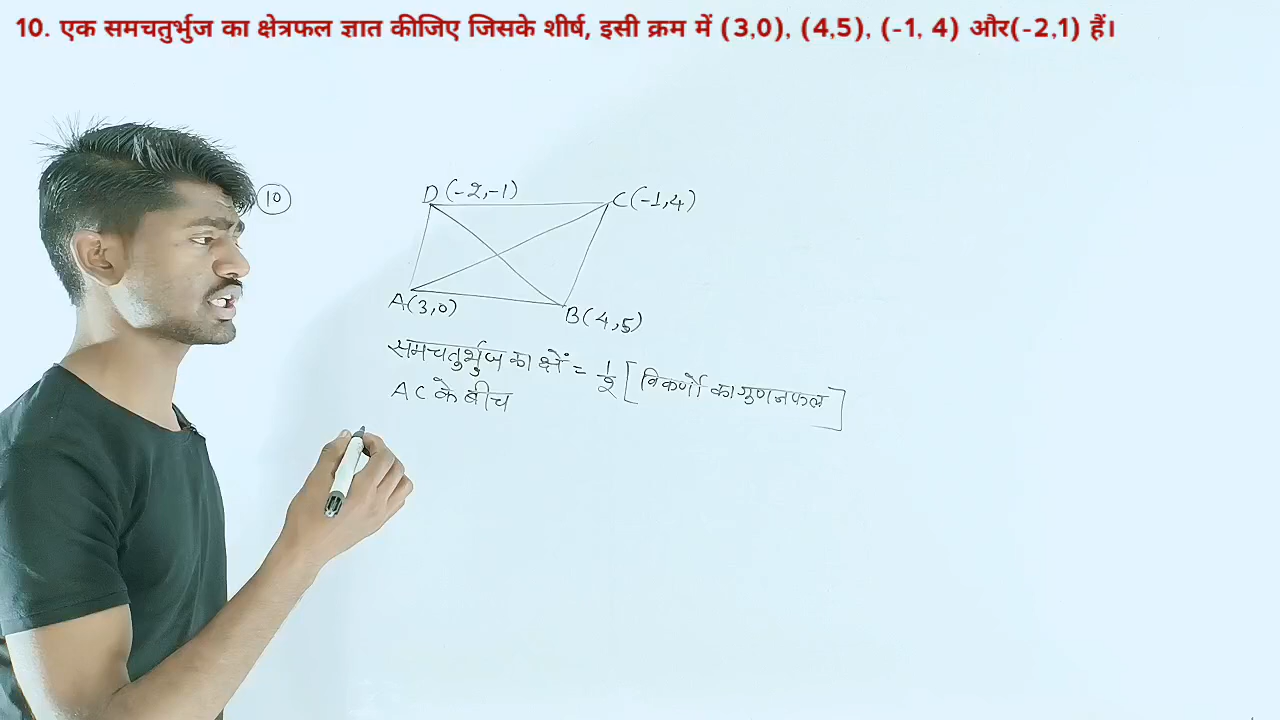 10. एक समचतुर्भुज का क्षेत्रफल ज्ञात कीजिए जिसके शीर्ष, इसी क्रम में (3,0), (4,5), (-1, 4) और(-2,1) हैं।
10
D(-2,-1)
C(-1,4)
A(3,0)
B(4,5)
समचतुर्भुज का क्षें = 1/2 [विकर्णो का गुणनफल]
AC के बीच